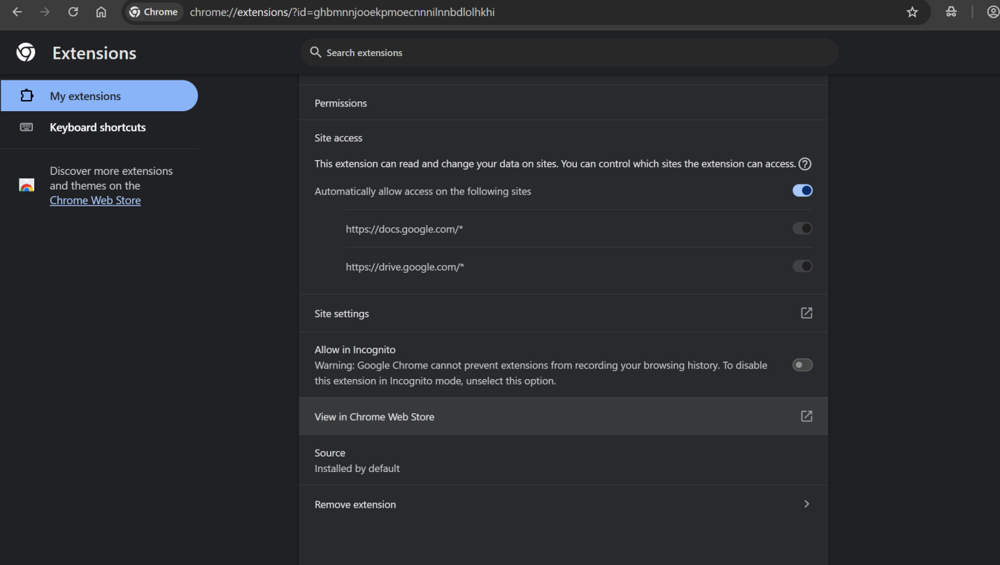 Chrome
chrome://extensions/?id=ghbmnnjooekpmoecnnnilnnbdlolhkhi
Extensions
Search extensions
My extensions
Keyboard shortcuts
Discover more extensions
and themes on the
Chrome Web Store
Permissions
Site access
This extension can read and change your data on sites. You can control which sites the extension can access.
Automatically allow access on the following sites
https://docs.google.com/*
https://drive.google.com/*
Site settings
Allow in Incognito
Warning: Google Chrome cannot prevent extensions from recording your browsing history. To disable
this extension in Incognito mode, unselect this option.
View in Chrome Web Store
Source
Installed by default
Remove extension